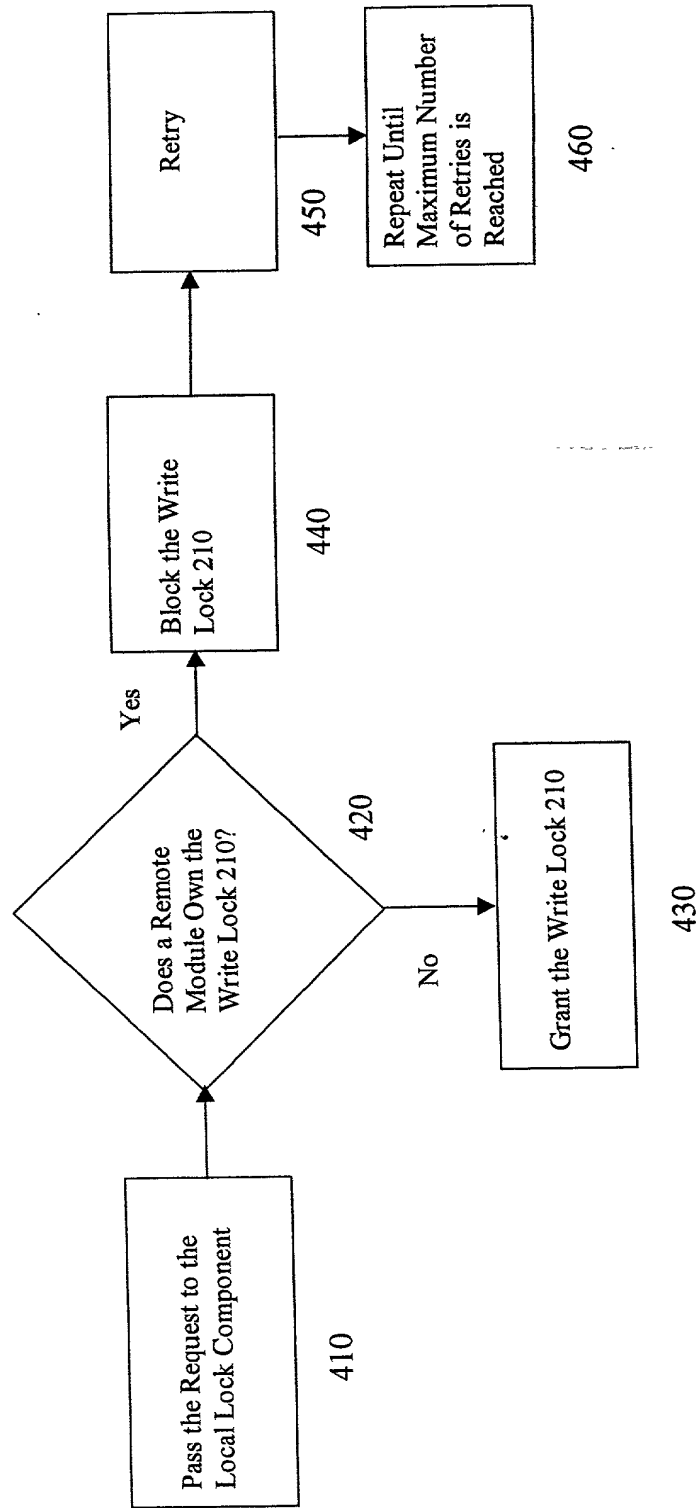 Pass the Request to the
Local Lock Component
410
Does a Remote
Module Own the
Write Lock 210?
420
Yes
No
Grant the Write Lock 210
430
Block the Write
Lock 210
440
Retry
450
Repeat Until
Maximum Number
of Retries is
Reached
460